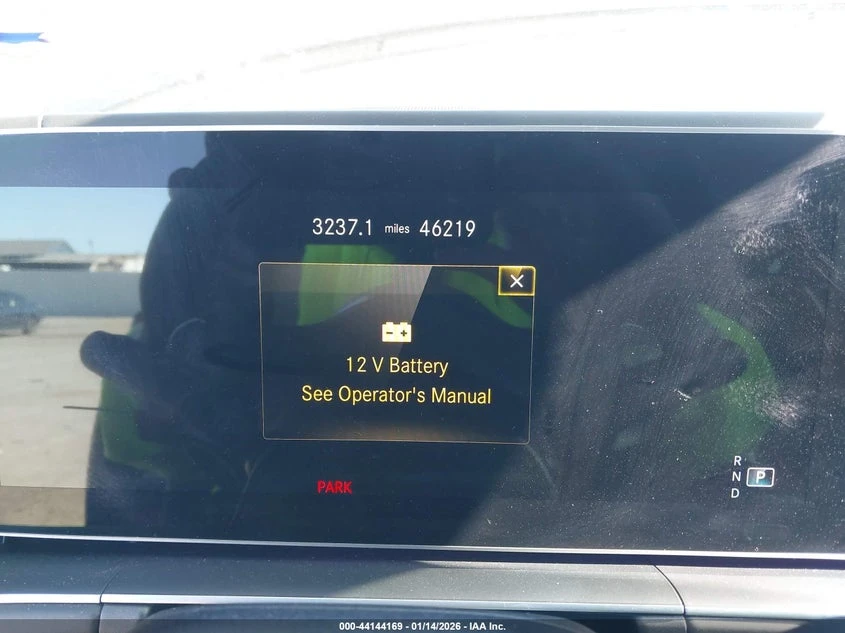 3237.1 miles 46219
12 V Battery
See Operator's Manual
PARK
R
N P
D
000-44144169 - 01/14/2026 - IAA Inc.